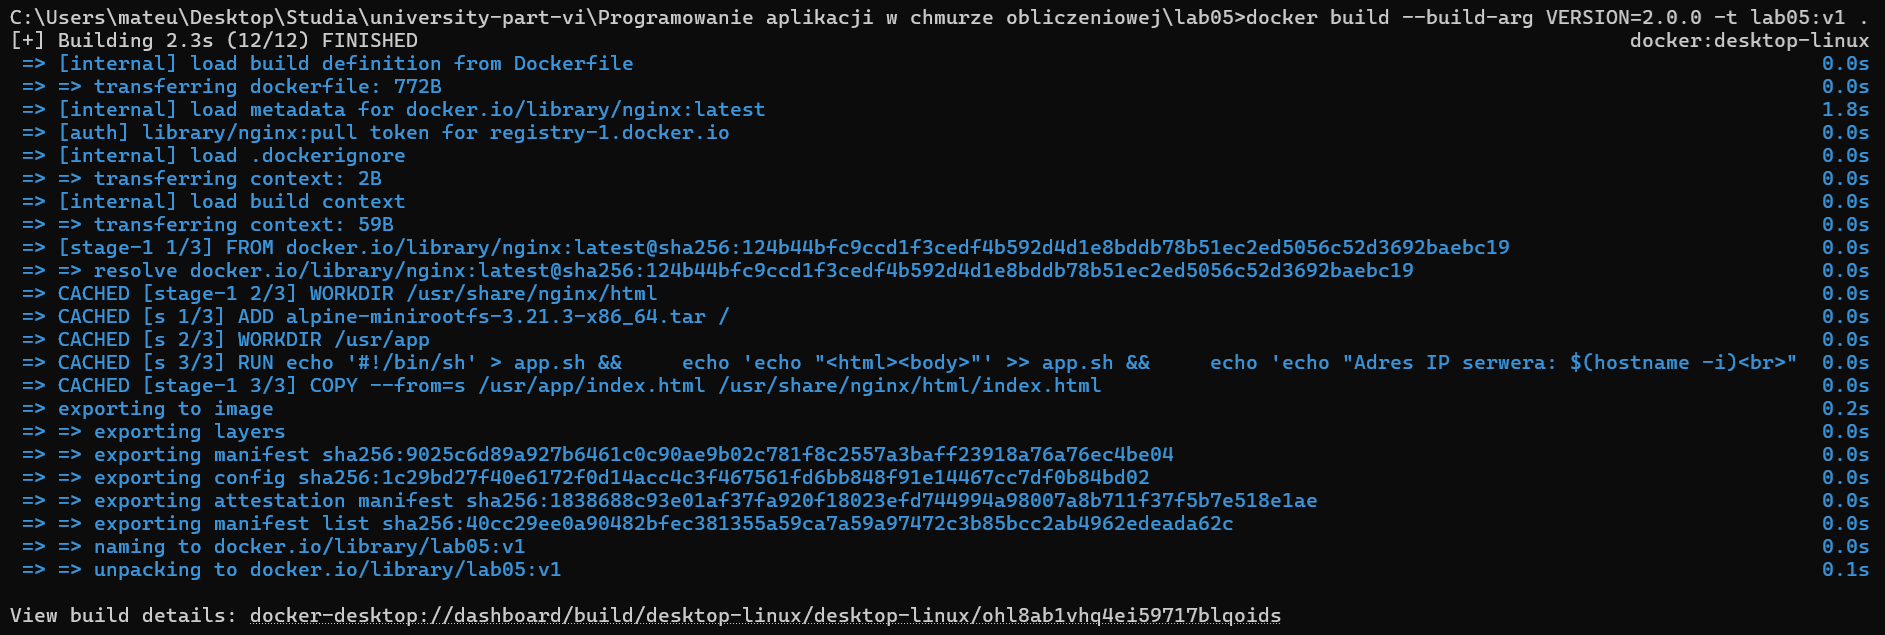 C:\Users\mateu\Desktop\Studia\university-part-vi\Programowanie aplikacji w chmurze obliczeniowej\lab05>docker build --build-arg VERSION=2.0.0 -t lab05:v1 .
[+] Building 2.3s (12/12) FINISHED docker:desktop-linux
=> [internal] load build definition from Dockerfile 0.0s
=> => transferring dockerfile: 772B 0.0s
=> [internal] load metadata for docker.io/library/nginx:latest 1.8s
=> [auth] library/nginx:pull token for registry-1.docker.io 0.0s
=> [internal] load .dockerignore 0.0s
=> => transferring context: 2B 0.0s
=> [internal] load build context 0.0s
=> => transferring context: 59B 0.0s
=> [stage-1 1/3] FROM docker.io/library/nginx:latest@sha256:124b44bfc9ccd1f3cedf4b592d4d1e8bddb78b51ec2ed5056c52d3692baebc19 0.0s
=> => resolve docker.io/library/nginx:latest@sha256:124b44bfc9ccd1f3cedf4b592d4d1e8bddb78b51ec2ed5056c52d3692baebc19 0.0s
=> CACHED [stage-1 2/3] WORKDIR /usr/share/nginx/html 0.0s
=> CACHED [s 1/3] ADD alpine-minirootfs-3.21.3-x86_64.tar / 0.0s
=> CACHED [s 2/3] WORKDIR /usr/app 0.0s
=> CACHED [s 3/3] RUN echo '#!/bin/sh' > app.sh &&     echo 'echo "<html><body>"' >> app.sh &&     echo 'echo "Adres IP serwera: $(hostname -i)<br>" 0.0s
=> CACHED [stage-1 3/3] COPY --from=s /usr/app/index.html /usr/share/nginx/html/index.html 0.0s
=> exporting to image 0.2s
=> => exporting layers 0.0s
=> => exporting manifest sha256:9025c6d89a927b6461c0c90ae9b02c781f8c2557a3baff23918a76a76ec4be04 0.0s
=> => exporting config sha256:1c29bd27f40e6172f0d14acc4c3f467561fd6bb848f91e14467cc7df0b84bd02 0.0s
=> => exporting attestation manifest sha256:1838688c93e01af37fa920f18023efd744994a98007a8b711f37f5b7e518e1ae 0.0s
=> => exporting manifest list sha256:40cc29ee0a90482bfec381355a59ca7a59a97472c3b85bcc2ab4962edeada62c 0.0s
=> => naming to docker.io/library/lab05:v1 0.0s
=> => unpacking to docker.io/library/lab05:v1 0.1s
View build details: docker-desktop://dashboard/build/desktop-linux/desktop-linux/ohl8ab1vhq4ei59717blqoids